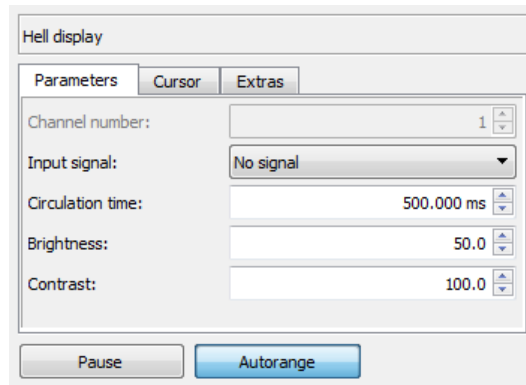 Hell display
Parameters Cursor Extras
Channel number: 1
Input signal: No signal
Circulation time: 500.000 ms
Brightness: 50.0
Contrast: 100.0
Pause Autorange